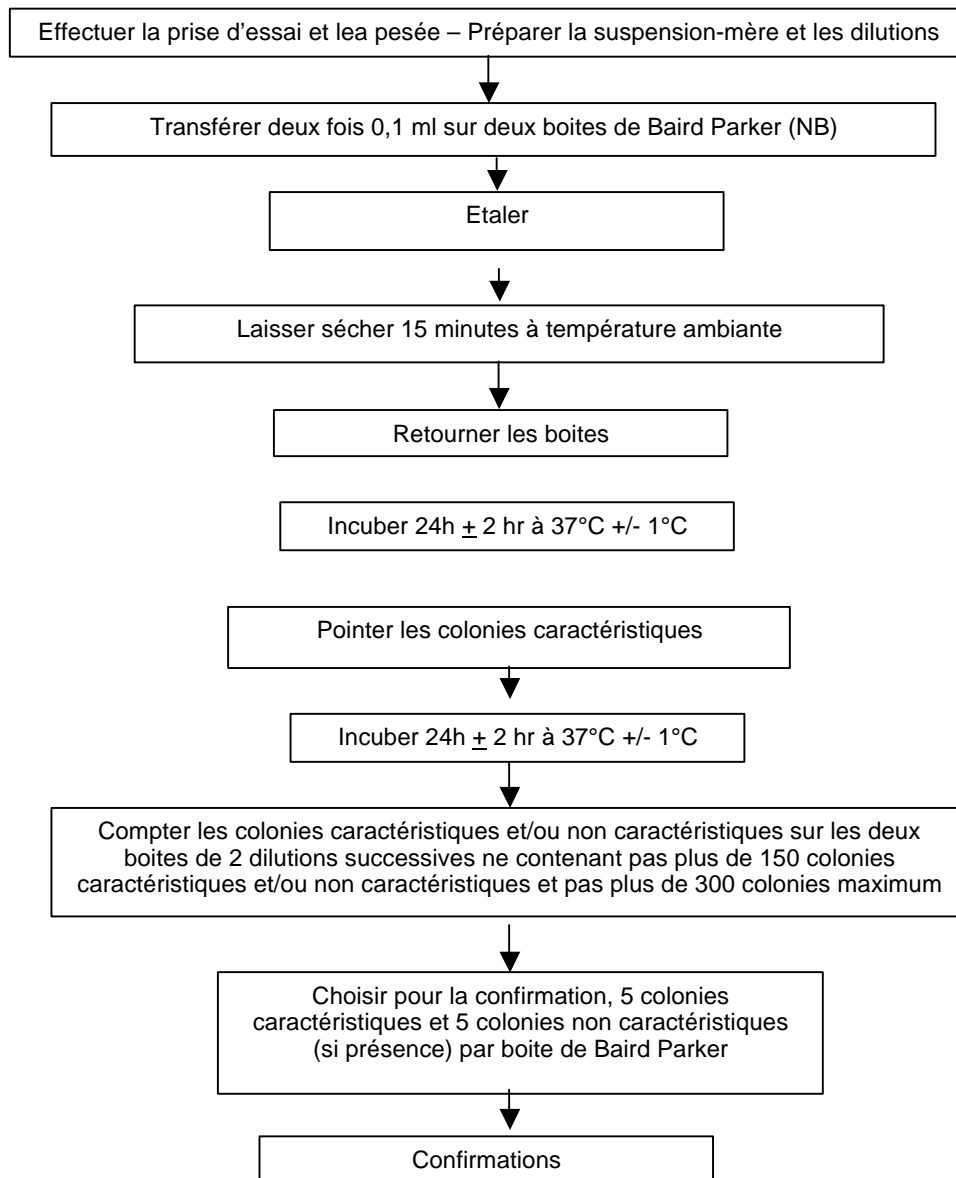 Effectuer la prise d'essai et lea pesée – Préparer la suspension-mère et les dilutions
Transférer deux fois 0,1 ml sur deux boites de Baird Parker (NB)
Etaler
Laisser sécher 15 minutes à température ambiante
Retourner les boites
Incuber 24h ± 2 hr à 37°C +/- 1°C
Pointer les colonies caractéristiques
Incuber 24h ± 2 hr à 37°C +/- 1°C
Compter les colonies caractéristiques et/ou non caractéristiques sur les deux
boites de 2 dilutions successives ne contenant pas plus de 150 colonies
caractéristiques et/ou non caractéristiques et pas plus de 300 colonies maximum
Choisir pour la confirmation, 5 colonies
caractéristiques et 5 colonies non caractéristiques
(si présence) par boite de Baird Parker
Confirmations